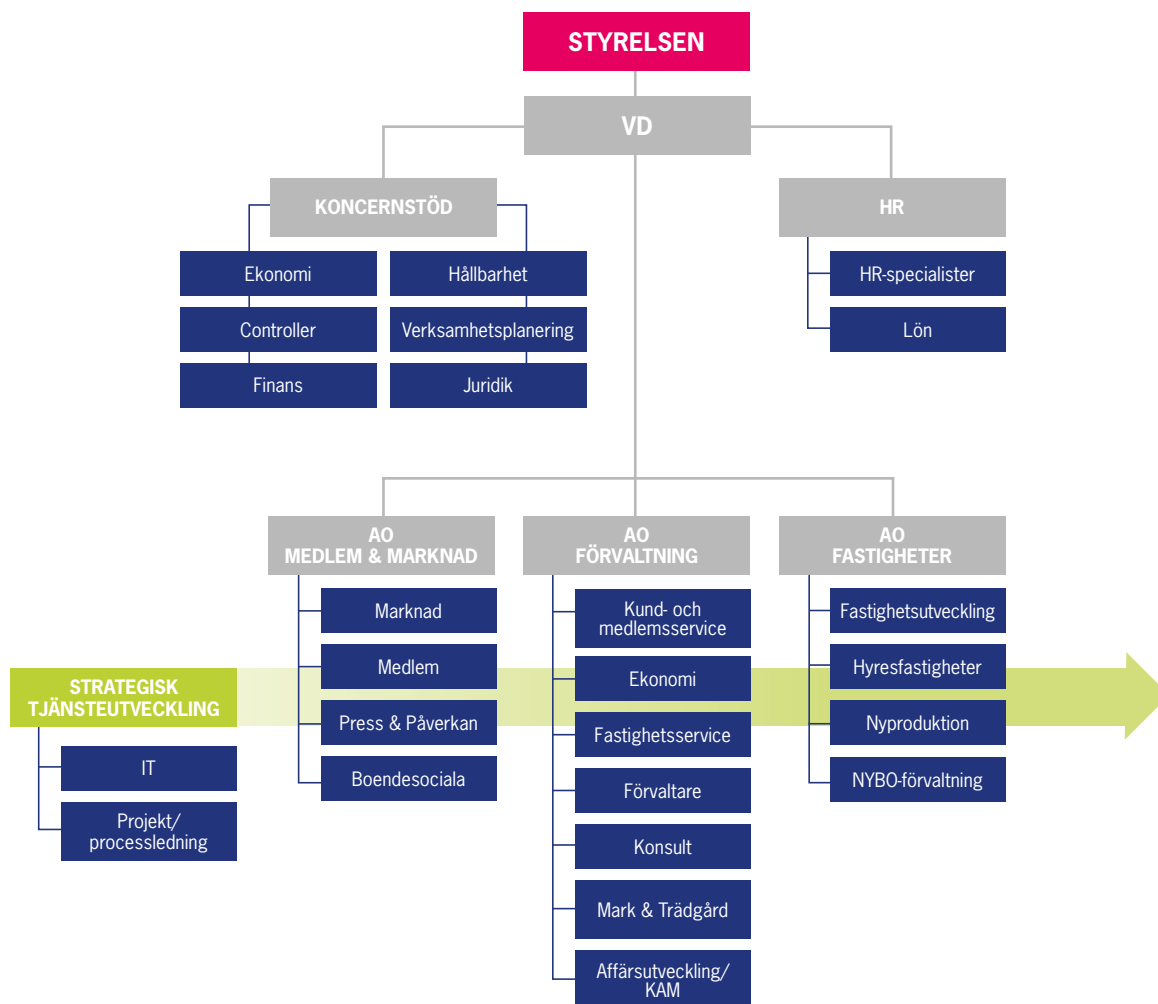 STYRELSEN
VD
KONCERNSTÖD
Ekonomi
Controller
Finans
Hållbarhet
Verksamhetsplanering
Juridik
HR
HR-specialister
Lön
AO
MEDLEM & MARKNAD
Marknad
Medlem
Press & Påverkan
Boendesociala
AO
FÖRVALTNING
Kund- och
medlemsservice
Ekonomi
Fastighetsservice
Förvaltare
Konsult
Mark & Trädgård
Affärsutveckling/
KAM
AO
FASTIGHETER
Fastighetsutveckling
Hyresfastigheter
Nyproduktion
NYBO-förvaltning
STRATEGISK
TJÄNSTEUTVECKLING
IT
Projekt/
processledning